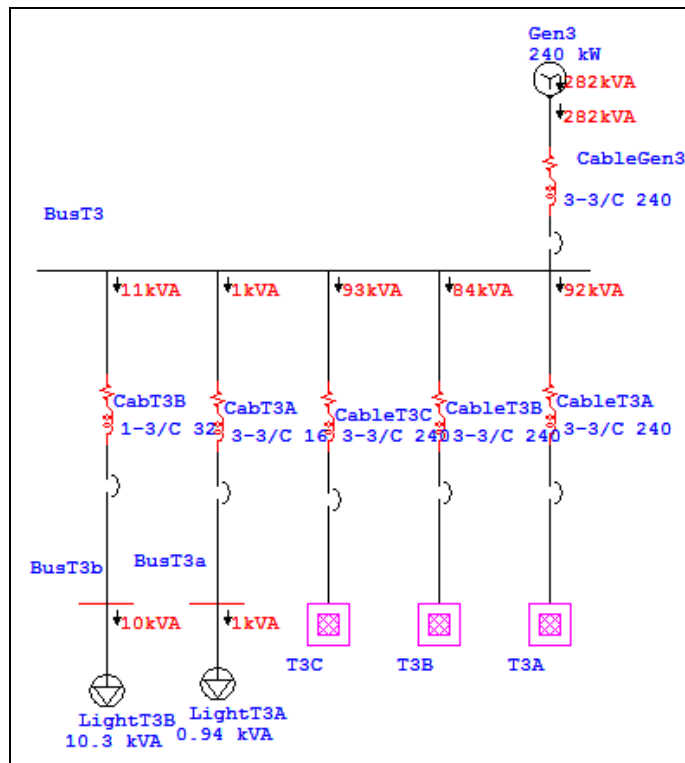 Gen3
240 kW
282kVA
282kVA
CableGen3
3-3/C 240
BusT3
11kVA
1kVA
93kVA
84kVA
92kVA
CabT3B
CabT3A
CableT3C
CableT3B
CableT3A
1-3/C 32
3-3/C 16
3-3/C 240
3-3/C 240
3-3/C 240
BusT3b
BusT3a
10kVA
1kVA
T3C
T3B
T3A
LightT3B
LightT3A
10.3 kVA
0.94 kVA